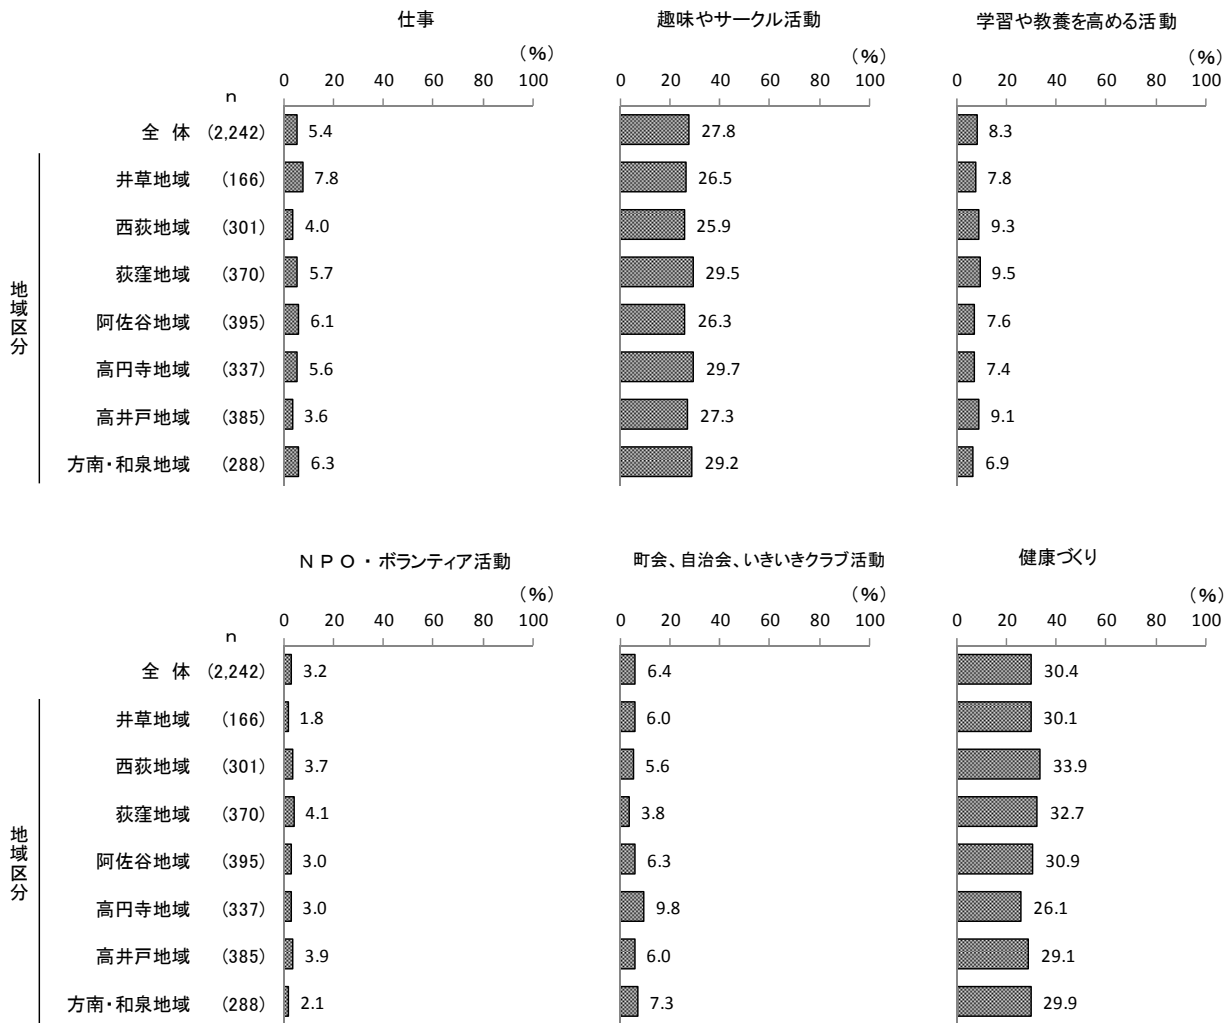 仕事 趣味やサークル活動 学習や教養を高める活動
(%) (%) (%)
0 20 40 60 80 100 0 20 40 60 80 100 0 20 40 60 80 100
n
全 体 (2,242) 5.4 27.8 8.3
井草地域 (166) 7.8 26.5 7.8
西荻地域 (301) 4.0 25.9 9.3
荻窪地域 (370) 5.7 29.5 9.5
阿佐谷地域 (395) 6.1 26.3 7.6
高円寺地域 (337) 5.6 29.7 7.4
高井戸地域 (385) 3.6 27.3 9.1
方南・和泉地域 (288) 6.3 29.2 6.9
地域区分
NPO・ボランティア活動 町会、自治会、いきいきクラブ活動 健康づくり
(%) (%) (%)
0 20 40 60 80 100 0 20 40 60 80 100 0 20 40 60 80 100
n
全 体 (2,242) 3.2 6.4 30.4
井草地域 (166) 1.8 6.0 30.1
西荻地域 (301) 3.7 5.6 33.9
荻窪地域 (370) 4.1 3.8 32.7
阿佐谷地域 (395) 3.0 6.3 30.9
高円寺地域 (337) 3.0 9.8 26.1
高井戸地域 (385) 3.9 6.0 29.1
方南・和泉地域 (288) 2.1 7.3 29.9
地域区分